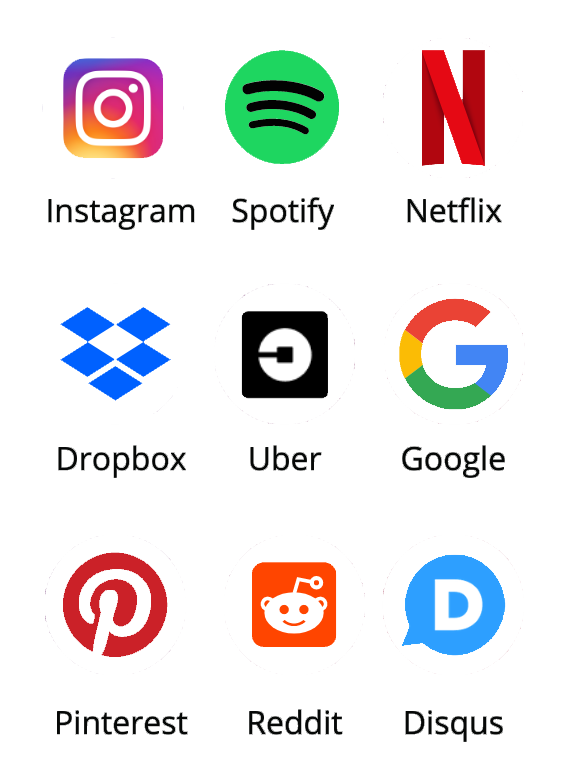 Instagram Spotify Netflix
Dropbox Uber Google
Pinterest Reddit Disqus